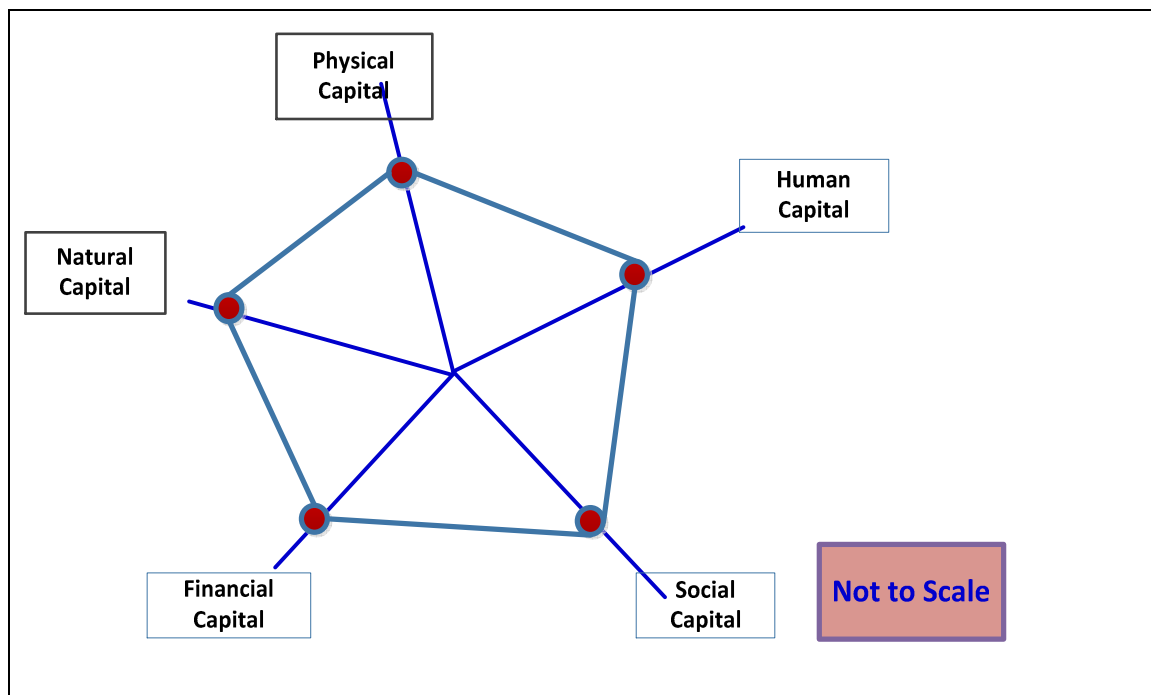 Physical
Capital
Human
Capital
Natural
Capital
Financial
Capital
Social
Capital
Not to Scale